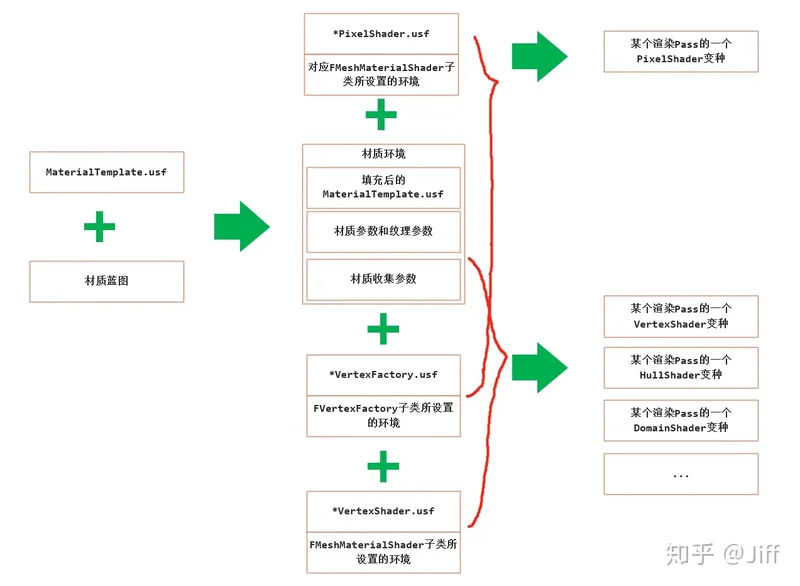 MaterialTemplate.usf
材质蓝图
*PixelShader.usf
对应FMeshMaterialShader子
类所设置的环境
材质环境
填充后的
MaterialTemplate.usf
材质参数和纹理参数
材质收集参数
*VertexFactory.usf
FVertexFactory子类所设置
的环境
*VertexShader.usf
FMeshMaterialShader子类所
设置的环境
某个渲染Pass的一个
PixelShader变种
某个渲染Pass的一个
VertexShader变种
某个渲染Pass的一个
HullShader变种
某个渲染Pass的一个
DomainShader变种
...
知乎 @Jiff